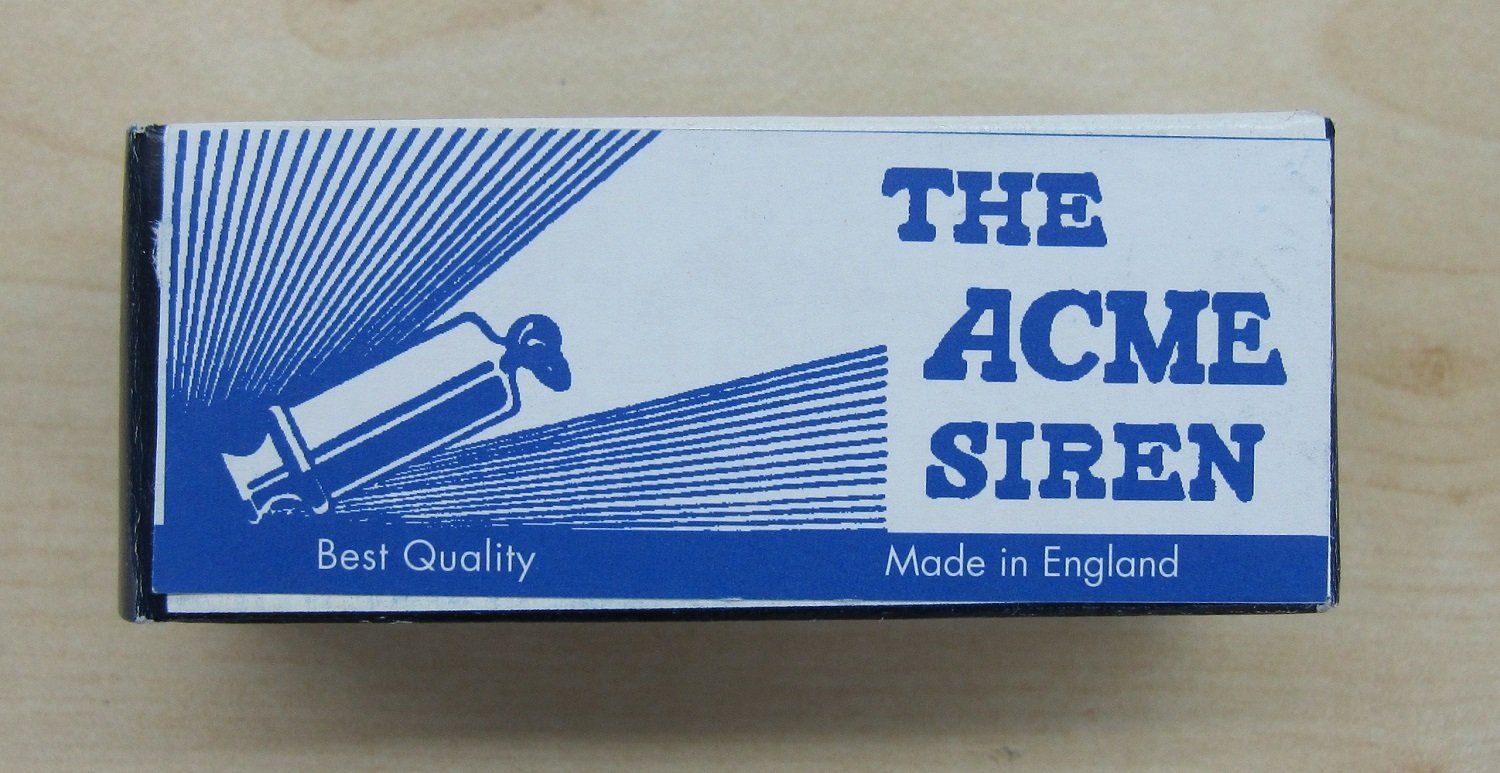 THE
ACME
SIREN
Best Quality
Made in England